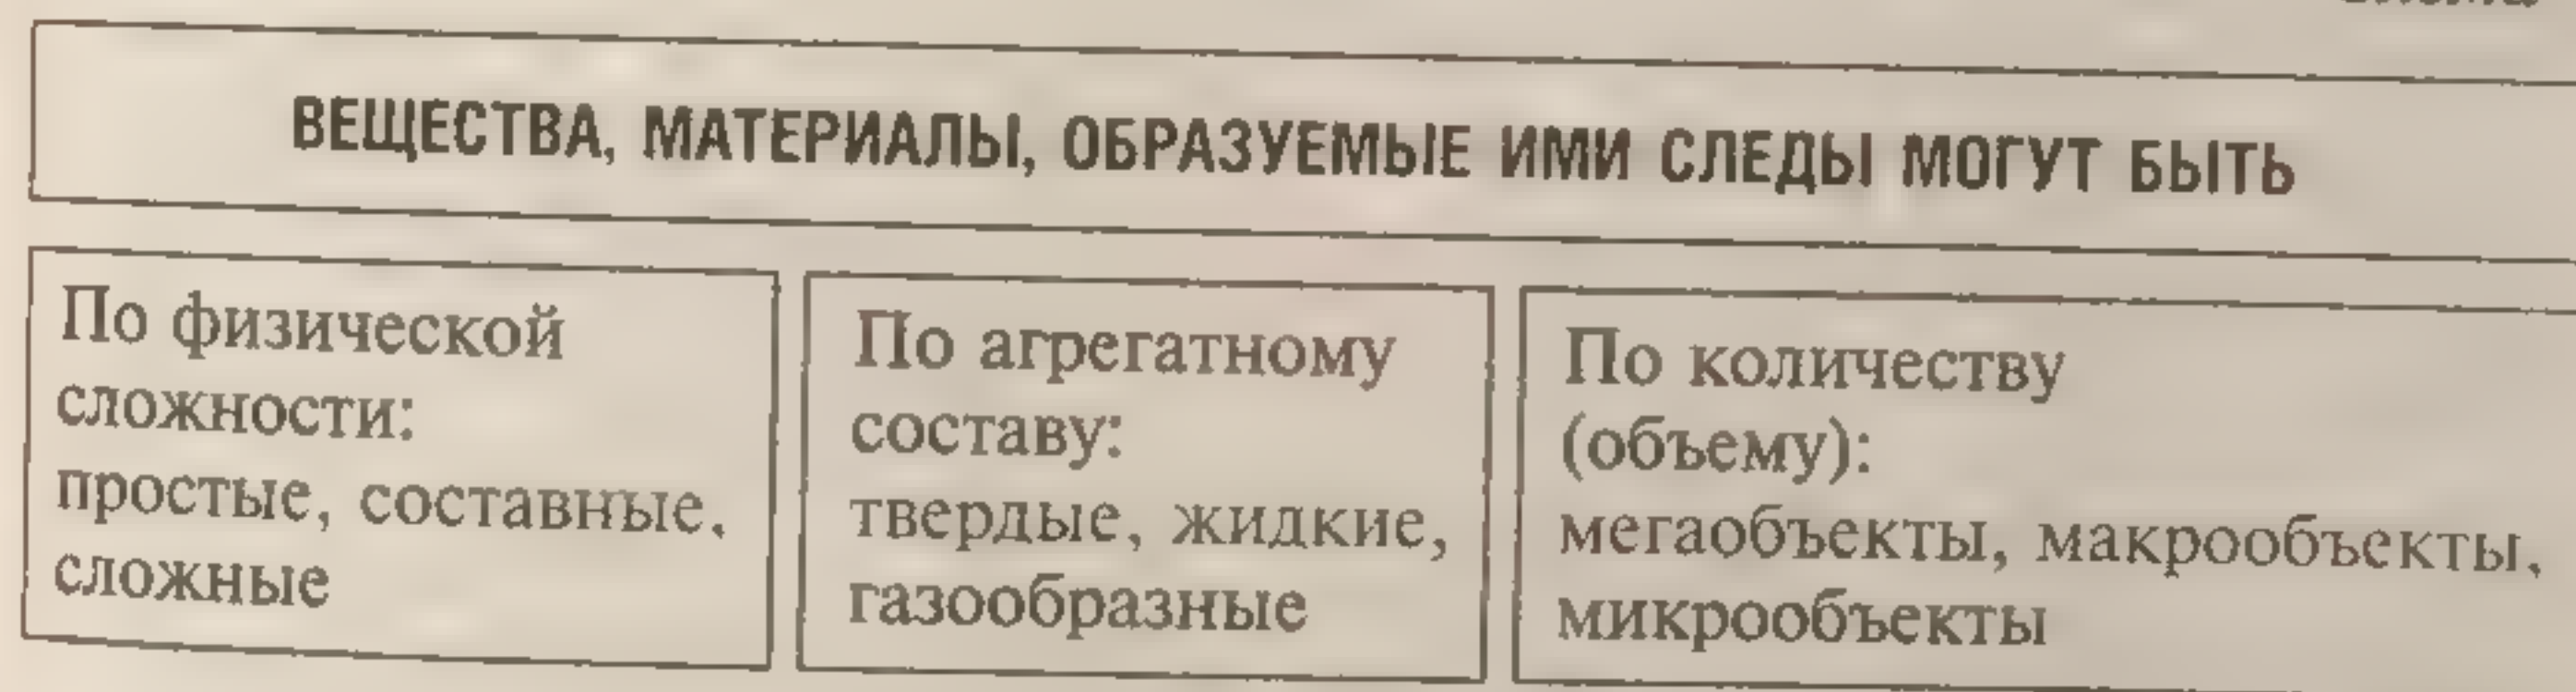 ВЕЩЕСТВА, МАТЕРИАЛЫ, ОБРАЗУЕМЫЕ ИМИ СЛЕДЫ МОГУТ БЫТЬ
По физической
сложности:
простые, составные,
сложные
По агрегатному
составу:
твердые, жидкие,
газообразные
По количеству
(объему):
мегаобъекты, макрообъекты,
микрообъекты